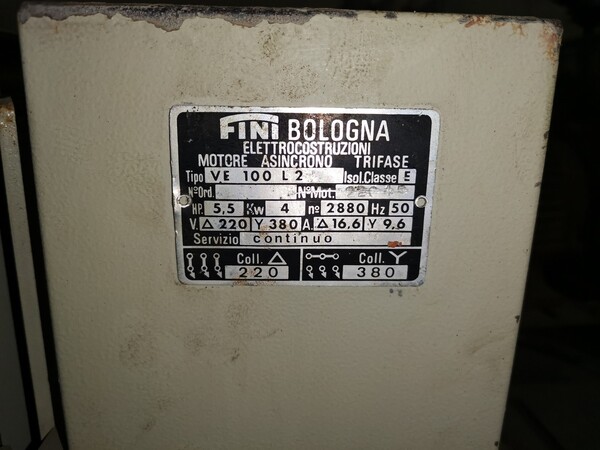 FINI BOLOGNA
ELETTROCOSTRUZIONI
MOTORE ASINCRONO TRIFASE
Tipo VE 100 L2 Isol.Classe E
N°Ord. N°Mot.
HP. 5,5 Kw 4 n° 2880 Hz 50
V. Δ 220 Y 380 A. Δ 16,6 Y 9,6
Servizio continuo
Coll. Δ Coll. Y
220 380